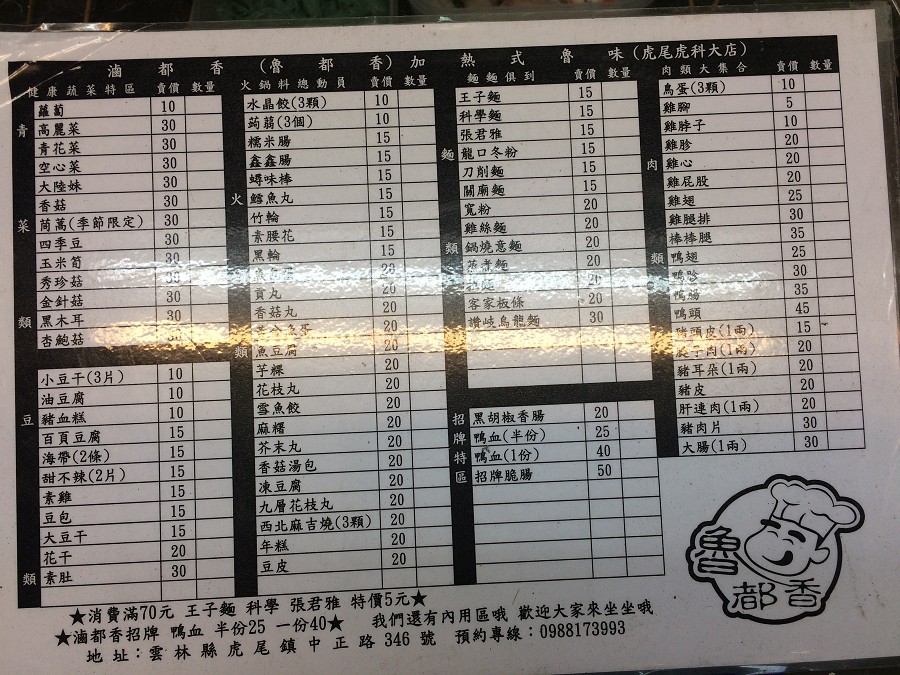 滷都香(魯都香)加熱式魯味(虎尾虎科大店)
健康蔬菜特區 賣價 數量
青菜類
蘿蔔 10
高麗菜 30
青花菜 30
空心菜 30
大陸妹 30
香菇 30
茼萵(季節限定) 30
四季豆 30
玉米筍 30
秀珍菇 30
金針菇 30
黑木耳 30
杏鮑菇 30
豆類
小豆干(3片) 10
油豆腐 10
豬血糕 10
百頁豆腐 15
海帶(2條) 15
甜不辣(2片) 15
素雞 15
豆包 15
大豆干 15
花干 20
素肚 30
火鍋料總動員 賣價 數量
火類
水晶餃(3顆) 10
蒟蒻(3個) 10
糯米腸 15
鑫鑫腸 15
蟳味棒 15
鱈魚丸 15
竹輪 15
素腰花 15
黑輪 15
20
貢丸 20
香菇丸 20
20
魚豆腐 20
芋粿 20
花枝丸 20
雪魚餃 20
麻糬 20
芥末丸 20
香菇湯包 20
凍豆腐 20
九層花枝丸 20
西北麻吉燒(3顆) 20
年糕 20
豆皮 20
麵麵俱到 賣價 數量
麵類
王子麵 15
科學麵 15
張君雅 15
龍口冬粉 15
刀削麵 15
關廟麵 15
寬粉 20
雞絲麵 20
鍋燒意麵 20
蒸煮麵 20
20
客家板條 20
讚岐烏龍麵 30
招牌特區
黑胡椒香腸 20
鴨血(半份) 25
鴨血(1份) 40
招牌脆腸 50
肉類大集合 賣價 數量
肉類
鳥蛋(3顆) 10
雞腳 5
雞脖子 10
雞胗 20
雞心 20
雞屁股 20
雞翅 25
雞腿排 30
棒棒腿 35
鴨翅 25
鴨胗 30
鴨腸 35
鴨頭 45
豬頭皮(1兩) 15
腱子肉(1兩) 20
豬耳朵(1兩) 20
豬皮 20
肝連肉(1兩) 20
豬肉片 30
大腸(1兩) 30
魯都香
★消費滿70元 王子麵 科學 張君雅 特價5元★
★滷都香招牌 鴨血 半份25 一份40★ 我們還有內用區哦 歡迎大家來坐坐哦
地址:雲林縣虎尾鎮中正路346號 預約專線:0988173993